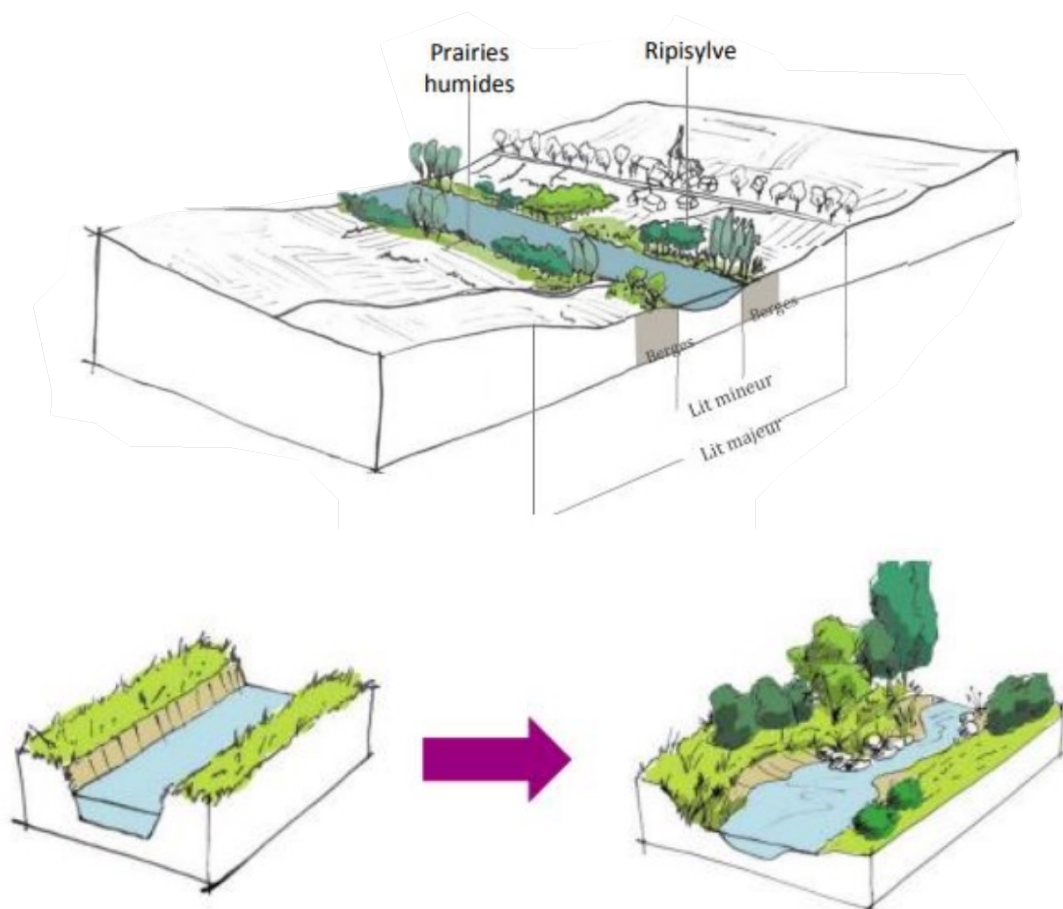 Prairies
humides
Ripisylve
Berges
Berges
Lit mineur
Lit majeur